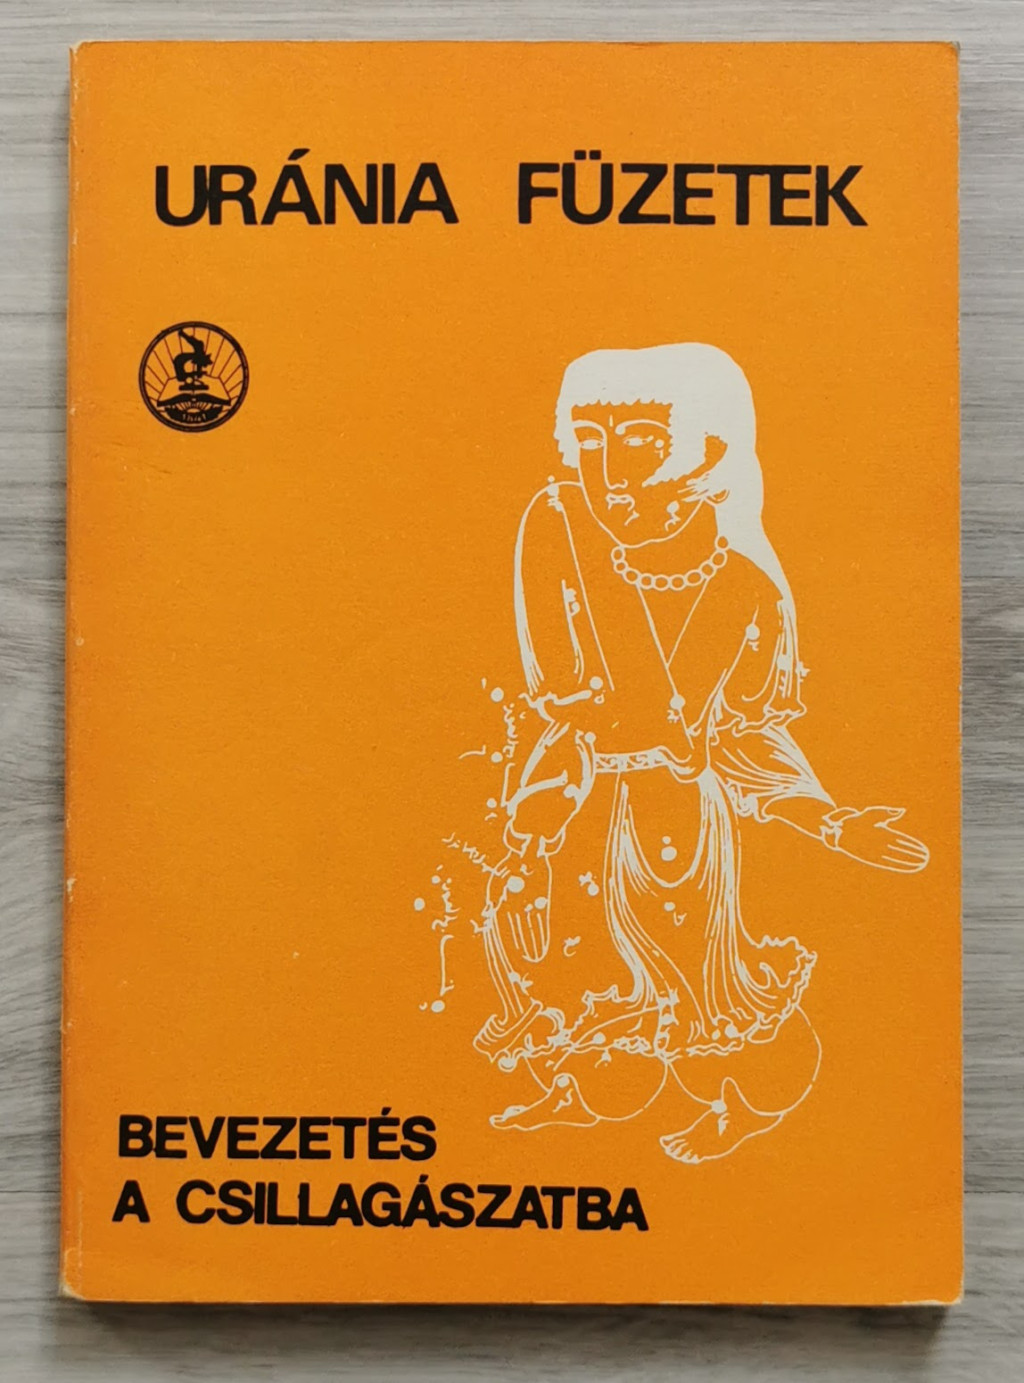 URÁNIA FÜZETEK
BEVEZETÉS
A CSILLAGÁSZATBA